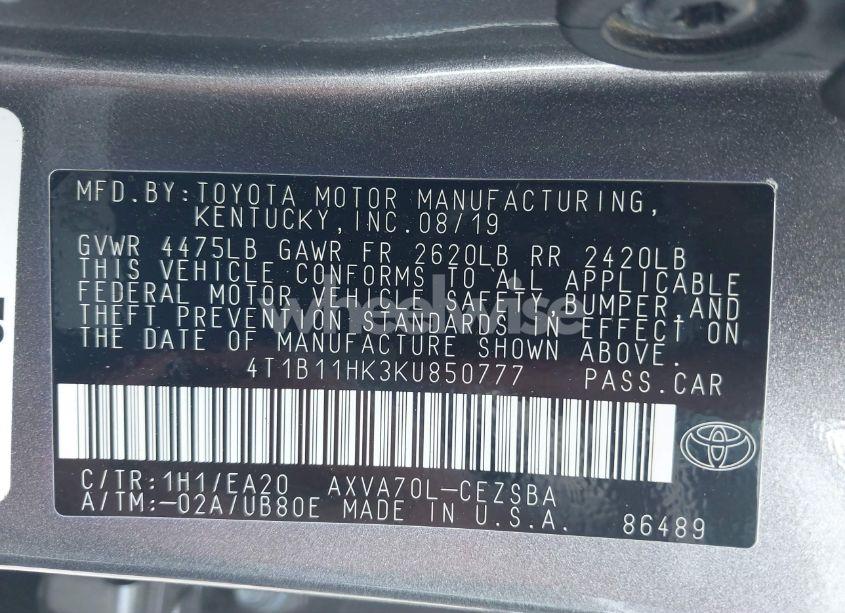 MFD.BY:TOYOTA MOTOR MANUFACTURING,
KENTUCKY,INC.08/19
GVWR 4475LB GAWR FR 2620LB RR 2420LB
THIS VEHICLE CONFORMS TO ALL APPLICABLE
FEDERAL MOTOR VEHICLE SAFETY,BUMPER,AND
THEFT PREVENTION STANDARDS IN EFFECT ON
THE DATE OF MANUFACTURE SHOWN ABOVE.
wheelwise
4T1B11HK3KU850777 PASS.CAR
C/TR:1H1/EA20 AXVA70L-CEZSBA
A/TM:-02A/UB80E MADE IN U.S.A. 86489